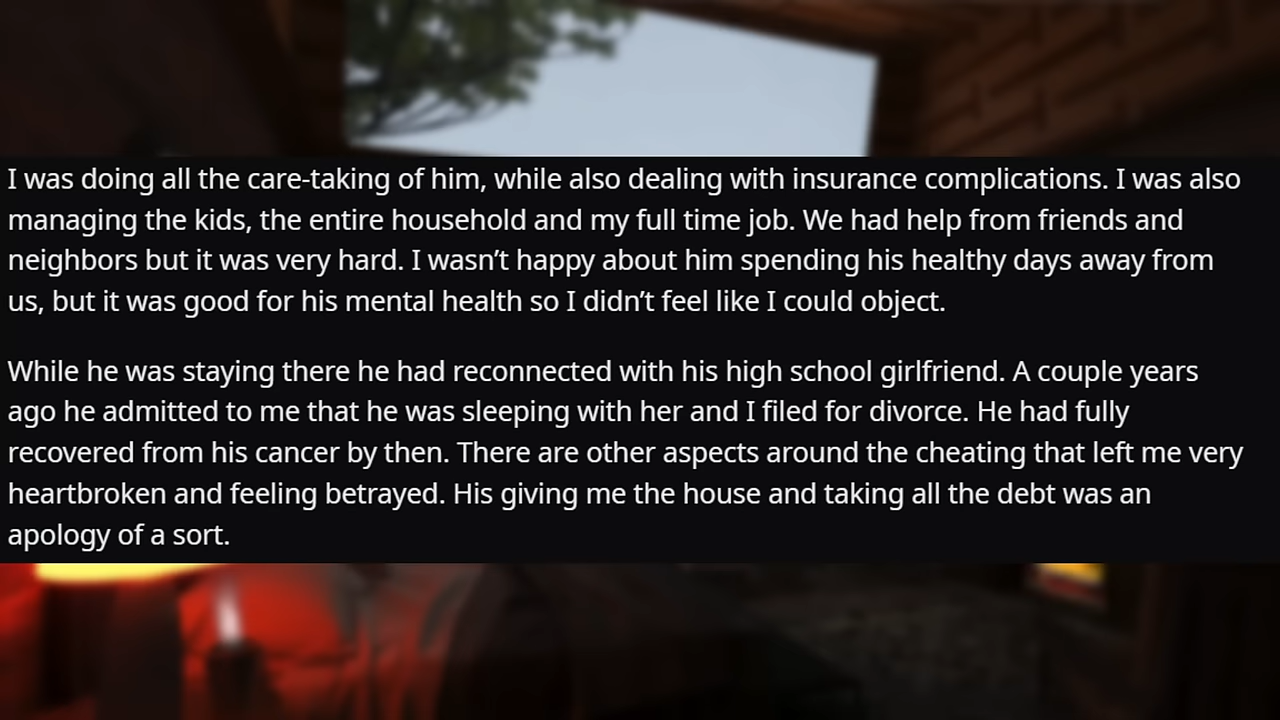 I was doing all the care-taking of him, while also dealing with insurance complications. I was also
managing the kids, the entire household and my full time job. We had help from friends and
neighbors but it was very hard. I wasn’t happy about him spending his healthy days away from
us, but it was good for his mental health so I didn’t feel like I could object.
While he was staying there he had reconnected with his high school girlfriend. A couple years
ago he admitted to me that he was sleeping with her and I filed for divorce. He had fully
recovered from his cancer by then. There are other aspects around the cheating that left me very
heartbroken and feeling betrayed. His giving me the house and taking all the debt was an
apology of a sort.